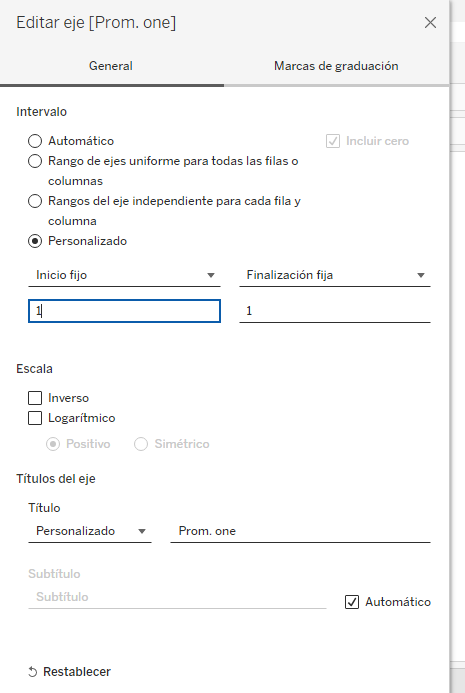 Editar eje [Prom. one]
General
Marcas de graduación
Intervalo
Automático
Incluir cero
Rango de ejes uniforme para todas las filas o
columnas
Rangos del eje independiente para cada fila y
columna
Personalizado
Inicio fijo
Finalización fija
1
1
Escala
Inverso
Logarítmico
Positivo
Simétrico
Títulos del eje
Título
Personalizado
Prom. one
Subtítulo
Subtítulo
Automático
Restablecer